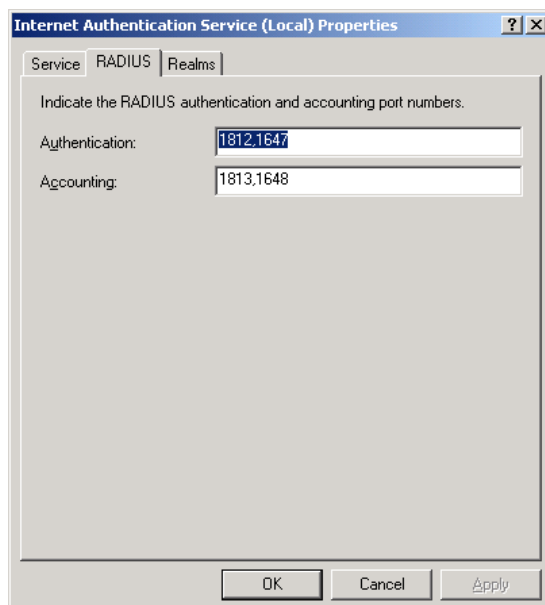 Internet Authentication Service (Local) Properties
Service RADIUS Realms
Indicate the RADIUS authentication and accounting port numbers.
Authentication: 1812,1647
Accounting: 1813,1648
OK Cancel Apply